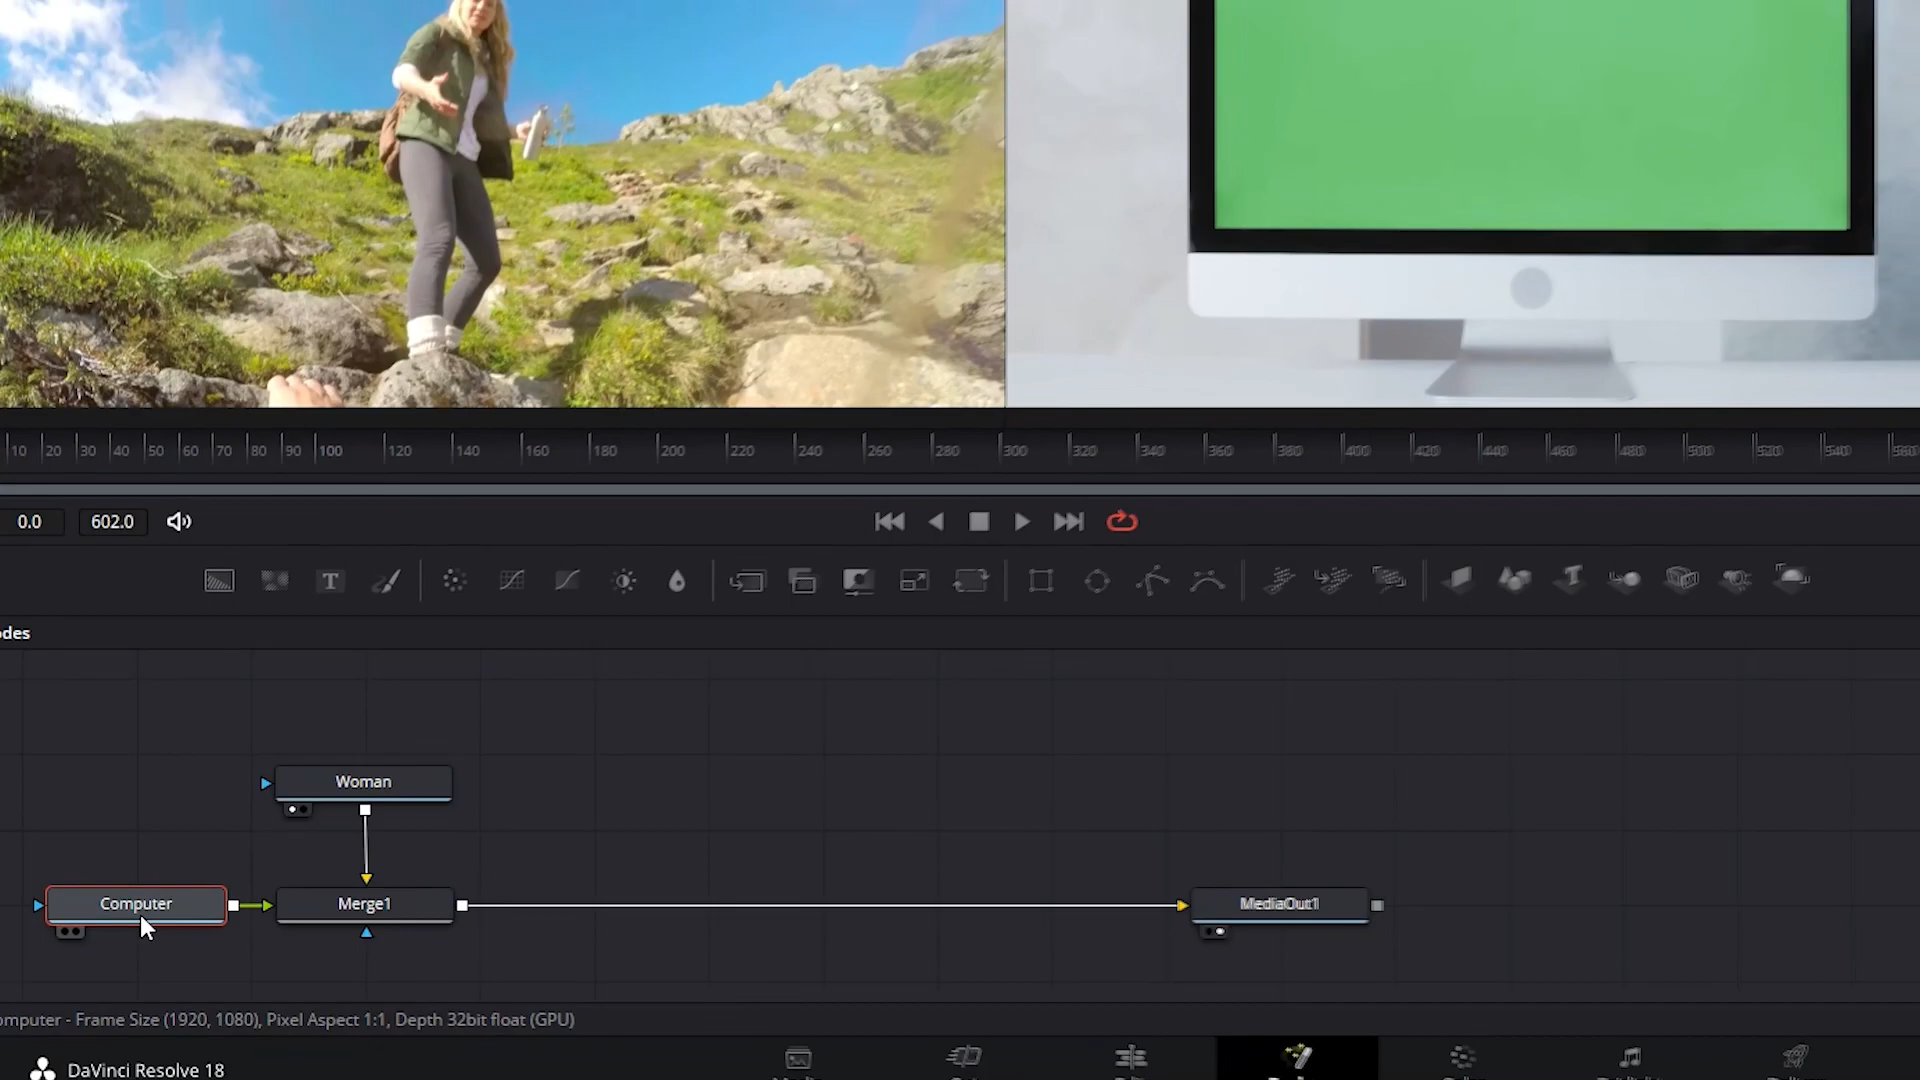 10 20 30 40 50 60 70 80 90 100 120 140 160 180 200 220 240 260 280 300 320 340 360 380 400 420 440 460 480 500 520 540 560
0.0 602.0
T
odes
Woman
Computer Merge1 MediaOut1
omputer - Frame Size (1920, 1080), Pixel Aspect 1:1, Depth 32bit float (GPU)
DaVinci Resolve 18